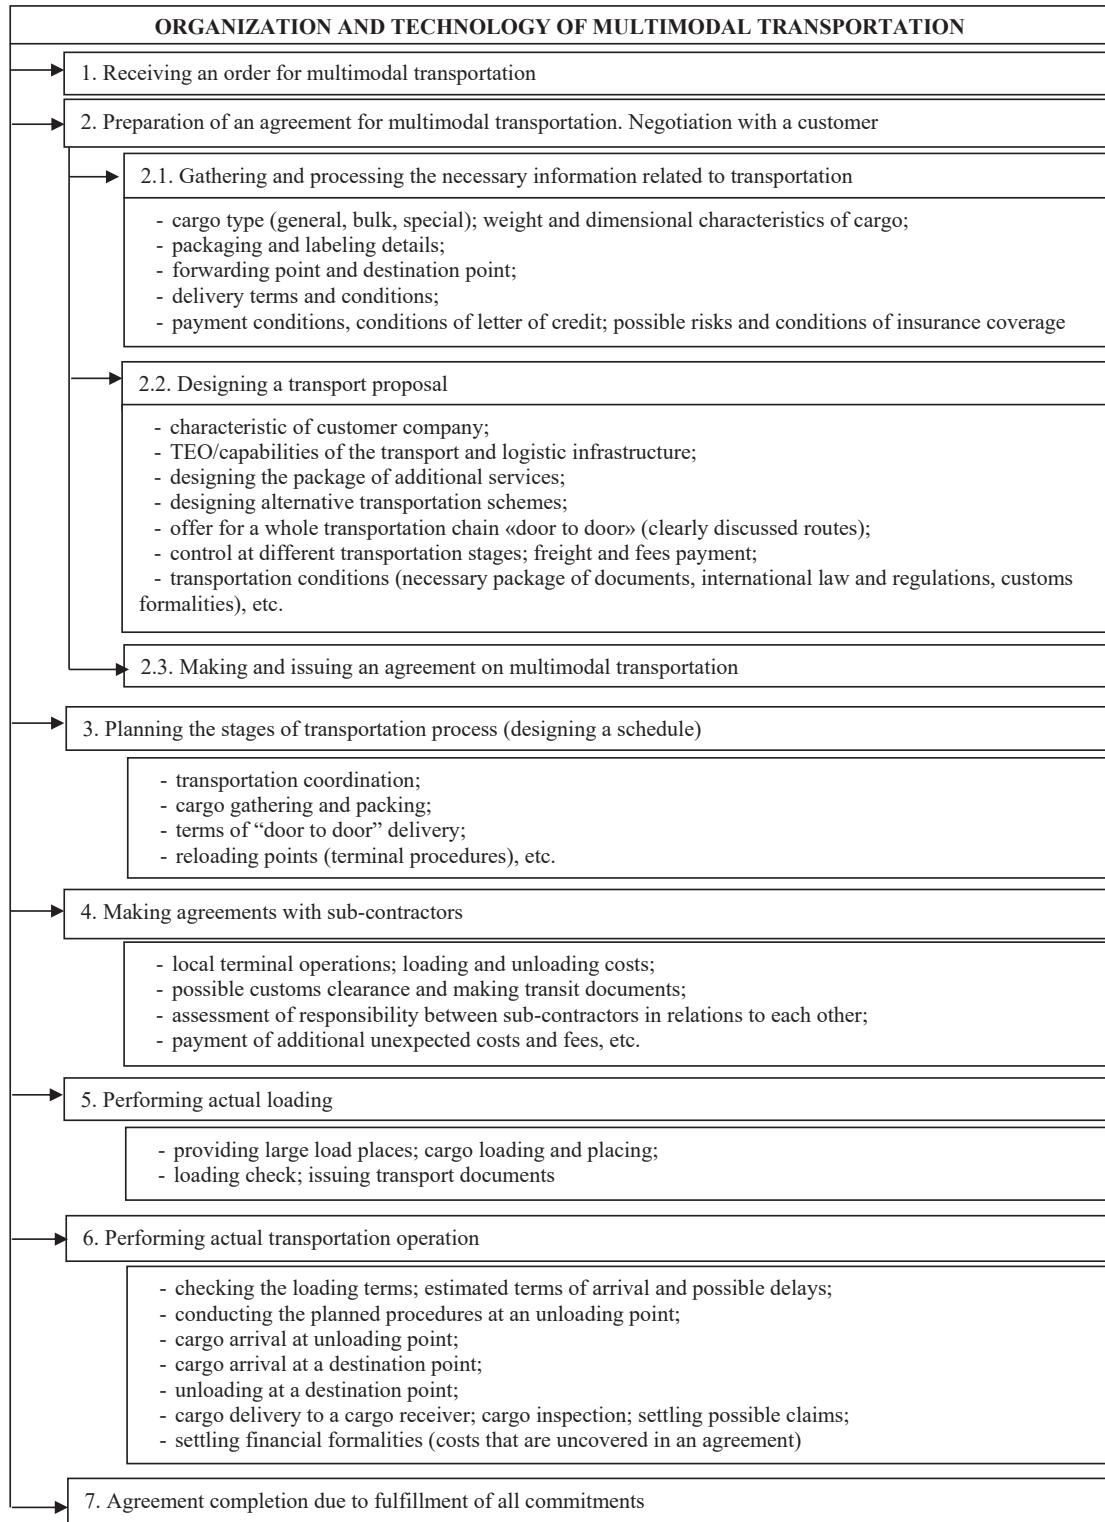 ORGANIZATION AND TECHNOLOGY OF MULTIMODAL TRANSPORTATION
1. Receiving an order for multimodal transportation
2. Preparation of an agreement for multimodal transportation. Negotiation with a customer
2.1. Gathering and processing the necessary information related to transportation
- cargo type (general, bulk, special); weight and dimensional characteristics of cargo;
- packaging and labeling details;
- forwarding point and destination point;
- delivery terms and conditions;
- payment conditions, conditions of letter of credit; possible risks and conditions of insurance coverage
2.2. Designing a transport proposal
- characteristic of customer company;
- TEO/capabilities of the transport and logistic infrastructure;
- designing the package of additional services;
- designing alternative transportation schemes;
- offer for a whole transportation chain «door to door» (clearly discussed routes);
- control at different transportation stages; freight and fees payment;
- transportation conditions (necessary package of documents, international law and regulations, customs
formalities), etc.
2.3. Making and issuing an agreement on multimodal transportation
3. Planning the stages of transportation process (designing a schedule)
- transportation coordination;
- cargo gathering and packing;
- terms of “door to door” delivery;
- reloading points (terminal procedures), etc.
4. Making agreements with sub-contractors
- local terminal operations; loading and unloading costs;
- possible customs clearance and making transit documents;
- assessment of responsibility between sub-contractors in relations to each other;
- payment of additional unexpected costs and fees, etc.
5. Performing actual loading
- providing large load places; cargo loading and placing;
- loading check; issuing transport documents
6. Performing actual transportation operation
- checking the loading terms; estimated terms of arrival and possible delays;
- conducting the planned procedures at an unloading point;
- cargo arrival at unloading point;
- cargo arrival at a destination point;
- unloading at a destination point;
- cargo delivery to a cargo receiver; cargo inspection; settling possible claims;
- settling financial formalities (costs that are uncovered in an agreement)
7. Agreement completion due to fulfillment of all commitments